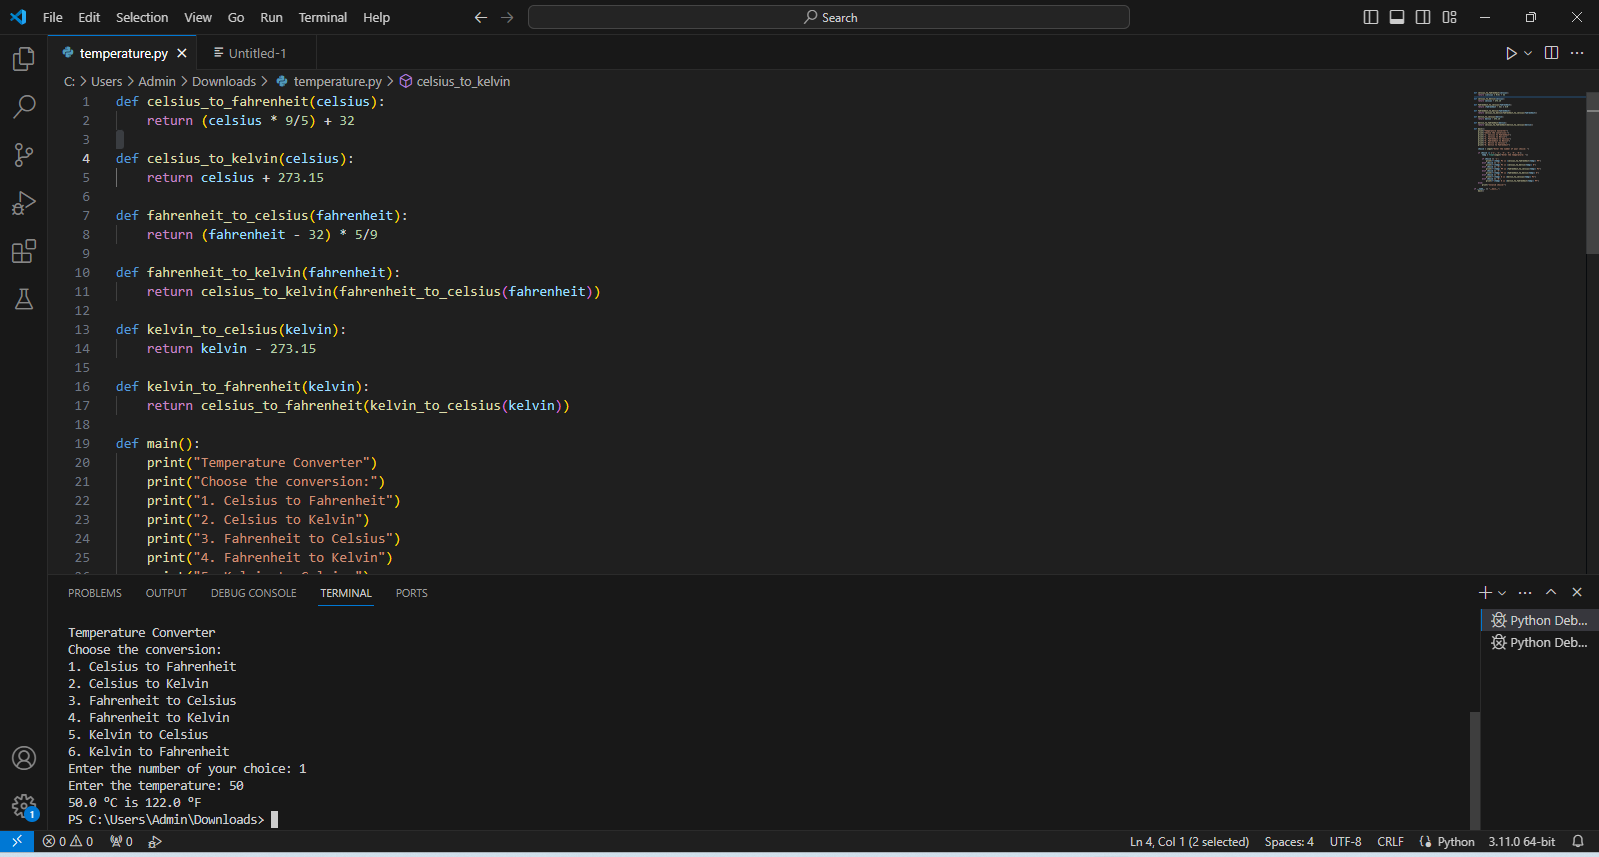 File Edit Selection View Go Run Terminal Help
Search
temperature.py
Untitled-1
C: > Users > Admin > Downloads > temperature.py > celsius_to_kelvin
1 def celsius_to_fahrenheit(celsius):
2 return (celsius * 9/5) + 32
3
4 def celsius_to_kelvin(celsius):
5 return celsius + 273.15
6
7 def fahrenheit_to_celsius(fahrenheit):
8 return (fahrenheit - 32) * 5/9
9
10 def fahrenheit_to_kelvin(fahrenheit):
11 return celsius_to_kelvin(fahrenheit_to_celsius(fahrenheit))
12
13 def kelvin_to_celsius(kelvin):
14 return kelvin - 273.15
15
16 def kelvin_to_fahrenheit(kelvin):
17 return celsius_to_fahrenheit(kelvin_to_celsius(kelvin))
18
19 def main():
20 print("Temperature Converter")
21 print("Choose the conversion:")
22 print("1. Celsius to Fahrenheit")
23 print("2. Celsius to Kelvin")
24 print("3. Fahrenheit to Celsius")
25 print("4. Fahrenheit to Kelvin")
PROBLEMS OUTPUT DEBUG CONSOLE TERMINAL PORTS
Python Deb...
Python Deb...
Temperature Converter
Choose the conversion:
1. Celsius to Fahrenheit
2. Celsius to Kelvin
3. Fahrenheit to Celsius
4. Fahrenheit to Kelvin
5. Kelvin to Celsius
6. Kelvin to Fahrenheit
Enter the number of your choice: 1
Enter the temperature: 50
50.0 ºC is 122.0 ºF
PS C:\Users\Admin\Downloads>
1
0 0 0 Ln 4, Col 1 (2 selected) Spaces: 4 UTF-8 CRLF Python 3.11.0 64-bit